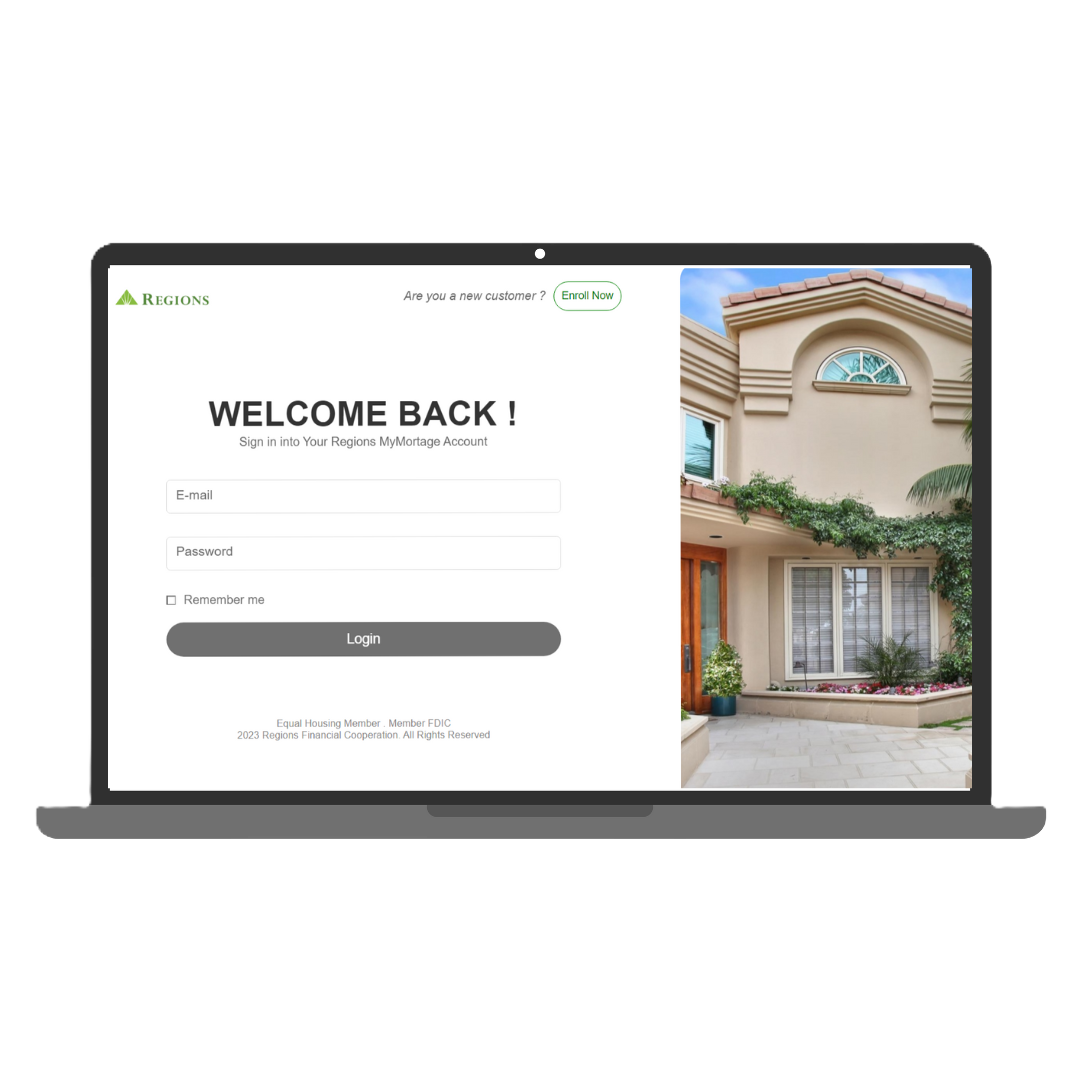 REGIONS
Are you a new customer ? Enroll Now
WELCOME BACK !
Sign in into Your Regions MyMortage Account
E-mail
Password
Remember me
Login
Equal Housing Member . Member FDIC
2023 Regions Financial Cooperation. All Rights Reserved